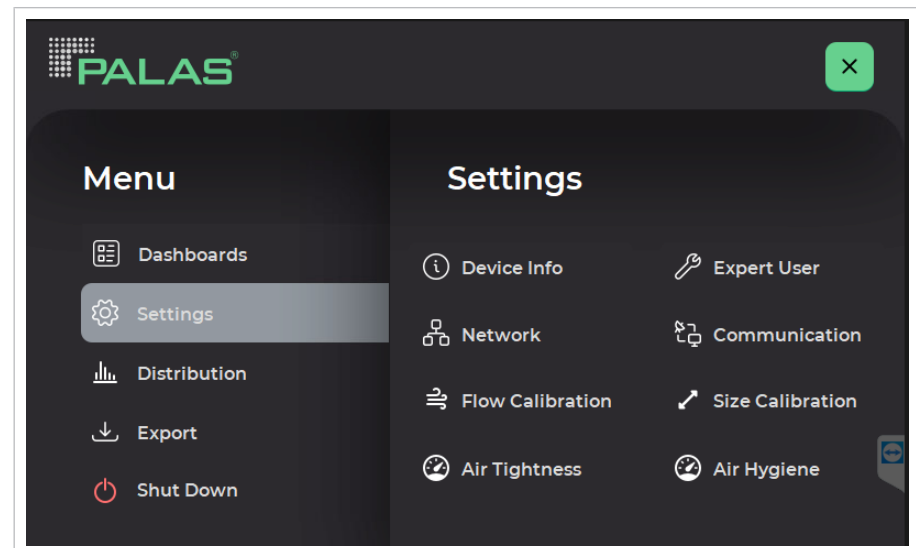 PALAS®
Menu
Dashboards
Settings
Distribution
Export
Shut Down
Settings
Device Info
Expert User
Network
Communication
Flow Calibration
Size Calibration
Air Tightness
Air Hygiene